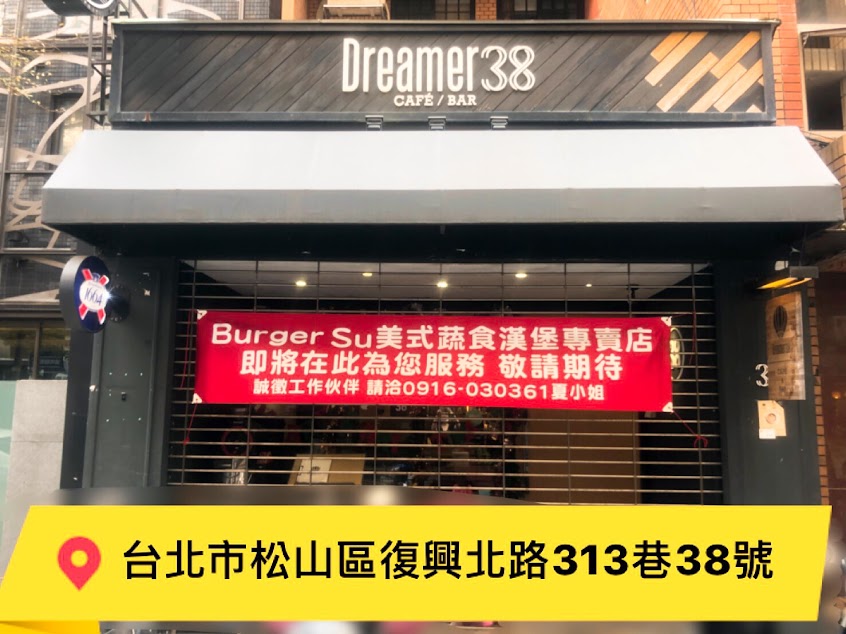 Dreamer38
CAFÉ / BAR
1664
Burger Su美式蔬食漢堡專賣店
即將在此為您服務 敬請期待
誠徵工作伙伴 請洽0916-030361夏小姐
3
台北市松山區復興北路313巷38號